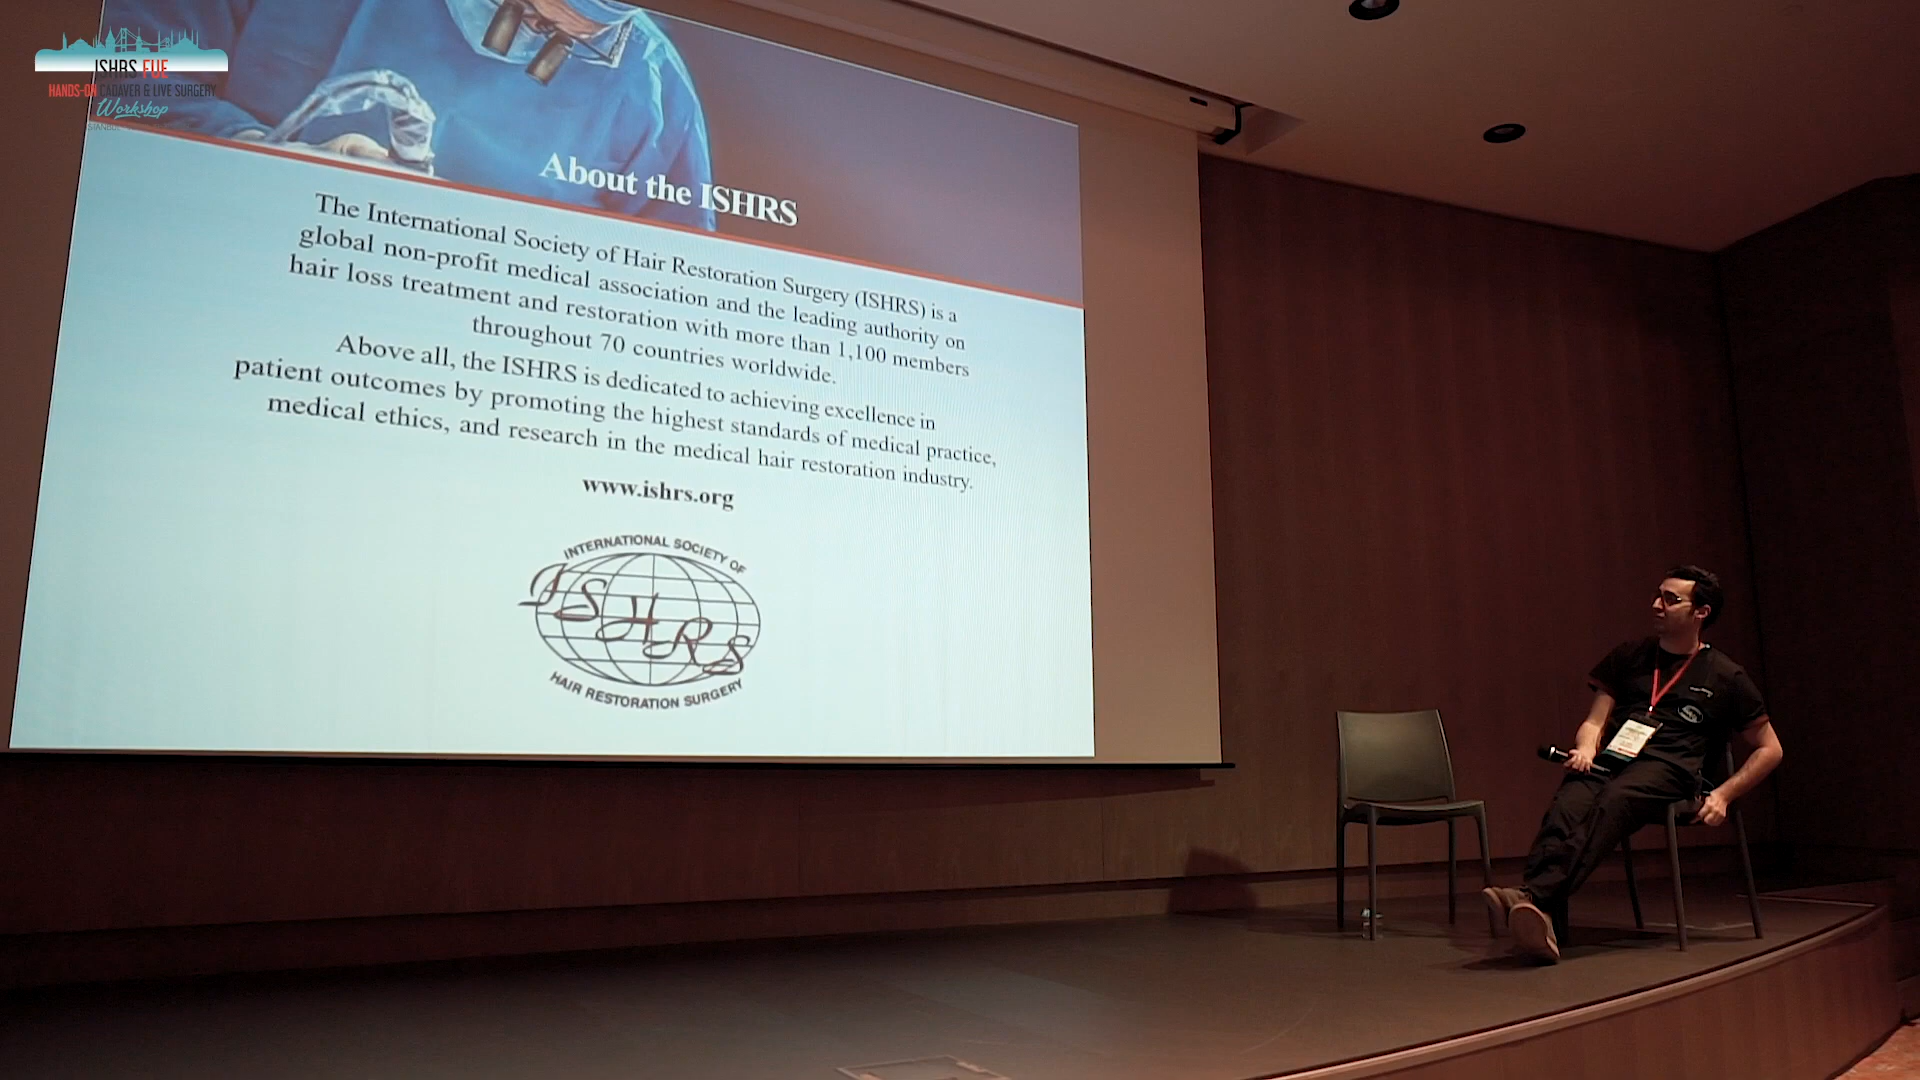 ISHRS FUE
HANDS-ON CADAVER & LIVE SURGERY
Workshop
About the ISHRS
The International Society of Hair Restoration Surgery (ISHRS) is a
global non-profit medical association and the leading authority on
hair loss treatment and restoration with more than 1,100 members
throughout 70 countries worldwide.
Above all, the ISHRS is dedicated to achieving excellence in
patient outcomes by promoting the highest standards of medical practice,
medical ethics, and research in the medical hair restoration industry.
www.ishrs.org
INTERNATIONAL SOCIETY OF
ISHRS
HAIR RESTORATION SURGERY